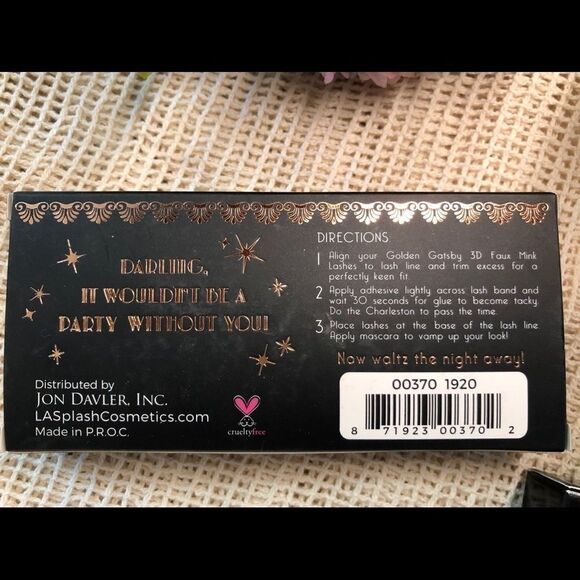 DARLING,
IT WOULDN'T BE A
PARTY WITHOUT YOU!
Distributed by
JON DAVLER, INC.
LASplashCosmetics.com
Made in P.R.O.C.
crueltyfree
DIRECTIONS:
1 Align your Golden Gatsby 3D Faux Mink
Lashes to lash line and trim excess for a
perfectly keen fit.
2 Apply adhesive lightly across lash band and
wait 30 seconds for glue to become tacky.
Do the Charleston to pass the time.
3 Place lashes at the base of the lash line
Apply mascara to vamp up your look!
Now waltz the night away!
00370 1920
8 71923 00370 2